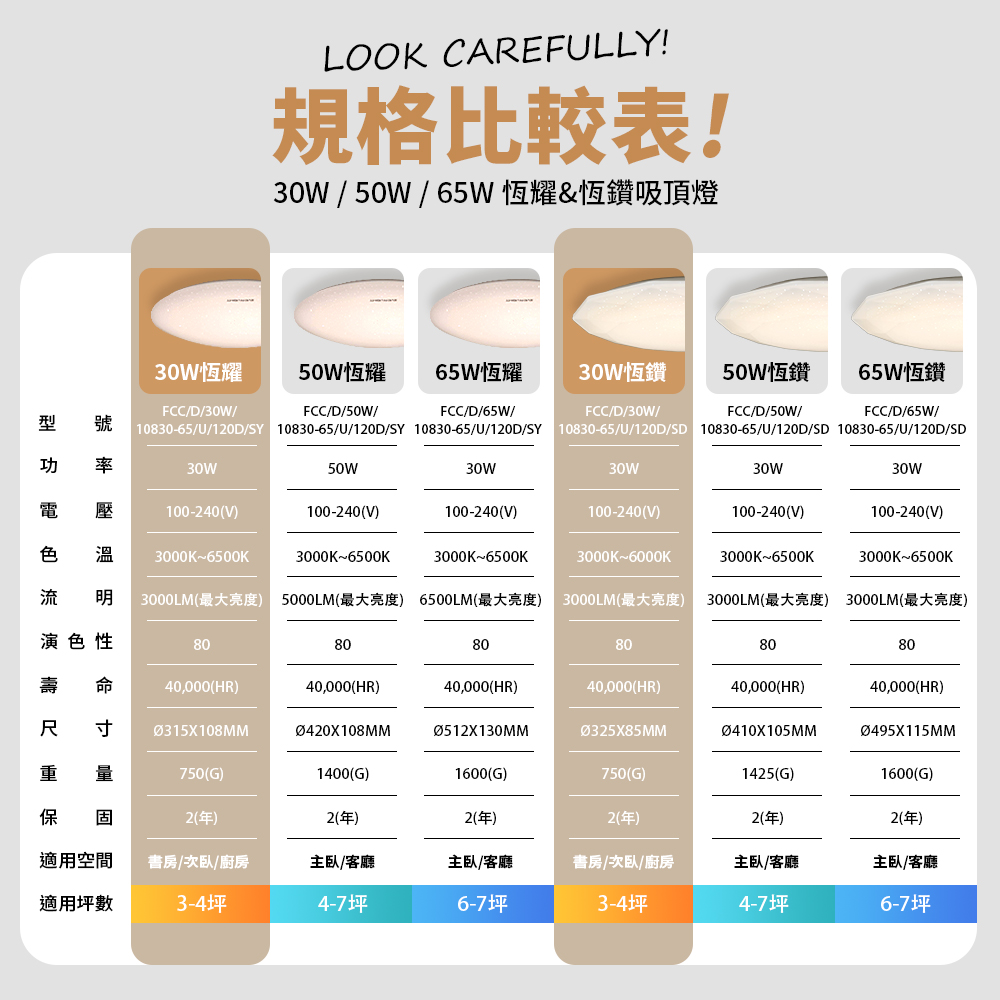 LOOK CAREFULLY!
規格比較表!
30W / 50W / 65W 恆耀&恆鑽吸頂燈
30W恆耀 50W恆耀 65W恆耀 30W恆鑽 50W恆鑽 65W恆鑽
型號 FCC/D/30W/ FCC/D/50W/ FCC/D/65W/ FCC/D/30W/ FCC/D/50W/ FCC/D/65W/
10830-65/U/120D/SY 10830-65/U/120D/SY 10830-65/U/120D/SY 10830-65/U/120D/SD 10830-65/U/120D/SD 10830-65/U/120D/SD
功率 30W 50W 30W 30W 30W 30W
電壓 100-240(V) 100-240(V) 100-240(V) 100-240(V) 100-240(V) 100-240(V)
色溫 3000K~6500K 3000K~6500K 3000K~6500K 3000K~6000K 3000K~6500K 3000K~6500K
流明 3000LM(最大亮度) 5000LM(最大亮度) 6500LM(最大亮度) 3000LM(最大亮度) 3000LM(最大亮度) 3000LM(最大亮度)
演色性 80 80 80 80 80 80
壽命 40,000(HR) 40,000(HR) 40,000(HR) 40,000(HR) 40,000(HR) 40,000(HR)
尺寸 Ø315X108MM Ø420X108MM Ø512X130MM Ø325X85MM Ø410X105MM Ø495X115MM
重量 750(G) 1400(G) 1600(G) 750(G) 1425(G) 1600(G)
保固 2(年) 2(年) 2(年) 2(年) 2(年) 2(年)
適用空間 書房/次臥/廚房 主臥/客廳 主臥/客廳 書房/次臥/廚房 主臥/客廳 主臥/客廳
適用坪數 3-4坪 4-7坪 6-7坪 3-4坪 4-7坪 6-7坪